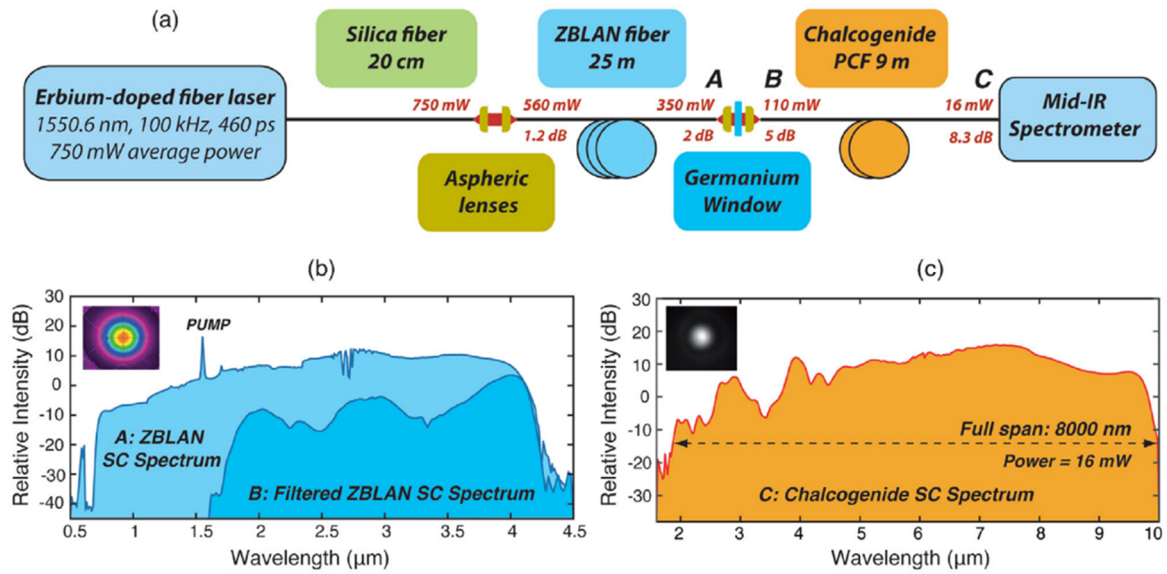 (a)
Silica fiber
20 cm
ZBLAN fiber
25 m
Chalcogenide
PCF 9 m
Erbium-doped fiber laser
1550.6 nm, 100 kHz, 460 ps
750 mW average power
750 mW
560 mW
1.2 dB
350 mW
2 dB
A
B
110 mW
5 dB
C
16 mW
8.3 dB
Mid-IR
Spectrometer
Aspheric
lenses
Germanium
Window
(b)
Relative Intensity (dB)
30
20
10
0
-10
-20
-30
-40
PUMP
A: ZBLAN
SC Spectrum
B: Filtered ZBLAN SC Spectrum
0.5 1 1.5 2 2.5 3 3.5 4 4.5
Wavelength (µm)
(c)
Relative Intensity (dB)
30
20
10
0
-10
-20
-30
Full span: 8000 nm
Power = 16 mW
C: Chalcogenide SC Spectrum
2 3 4 5 6 7 8 9 10
Wavelength (µm)